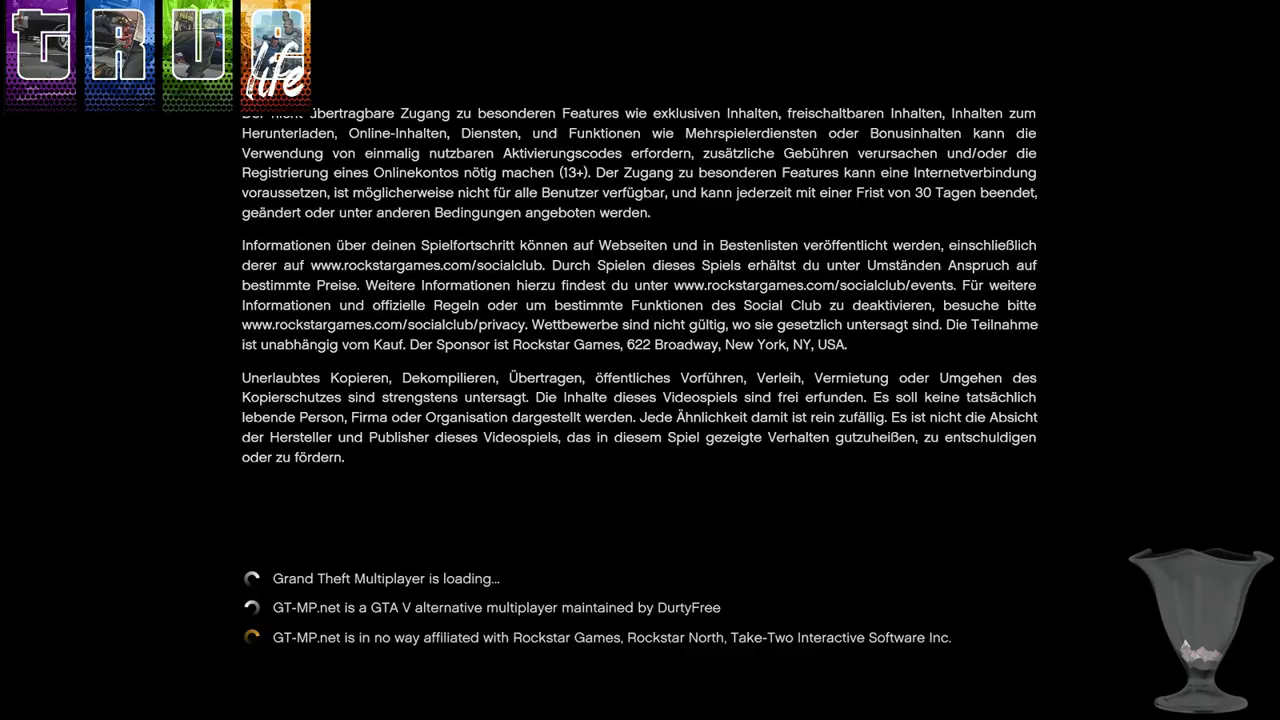 TRUE
life
Der nicht übertragbare Zugang zu besonderen Features wie exklusiven Inhalten, freischaltbaren Inhalten, Inhalten zum
Herunterladen, Online-Inhalten, Diensten, und Funktionen wie Mehrspielerdiensten oder Bonusinhalten kann die
Verwendung von einmalig nutzbaren Aktivierungscodes erfordern, zusätzliche Gebühren verursachen und/oder die
Registrierung eines Onlinekontos nötig machen (13+). Der Zugang zu besonderen Features kann eine Internetverbindung
voraussetzen, ist möglicherweise nicht für alle Benutzer verfügbar, und kann jederzeit mit einer Frist von 30 Tagen beendet,
geändert oder unter anderen Bedingungen angeboten werden.
Informationen über deinen Spielfortschritt können auf Webseiten und in Bestenlisten veröffentlicht werden, einschließlich
derer auf www.rockstargames.com/socialclub. Durch Spielen dieses Spiels erhältst du unter Umständen Anspruch auf
bestimmte Preise. Weitere Informationen hierzu findest du unter www.rockstargames.com/socialclub/events. Für weitere
Informationen und offizielle Regeln oder um bestimmte Funktionen des Social Club zu deaktivieren, besuche bitte
www.rockstargames.com/socialclub/privacy. Wettbewerbe sind nicht gültig, wo sie gesetzlich untersagt sind. Die Teilnahme
ist unabhängig vom Kauf. Der Sponsor ist Rockstar Games, 622 Broadway, New York, NY, USA.
Unerlaubtes Kopieren, Dekompilieren, Übertragen, öffentliches Vorführen, Verleih, Vermietung oder Umgehen des
Kopierschutzes sind strengstens untersagt. Die Inhalte dieses Videospiels sind frei erfunden. Es soll keine tatsächlich
lebende Person, Firma oder Organisation dargestellt werden. Jede Ähnlichkeit damit ist rein zufällig. Es ist nicht die Absicht
der Hersteller und Publisher dieses Videospiels, das in diesem Spiel gezeigte Verhalten gutzuheißen, zu entschuldigen
oder zu fördern.
Grand Theft Multiplayer is loading...
GT-MP.net is a GTA V alternative multiplayer maintained by DurtyFree
GT-MP.net is in no way affiliated with Rockstar Games, Rockstar North, Take-Two Interactive Software Inc.